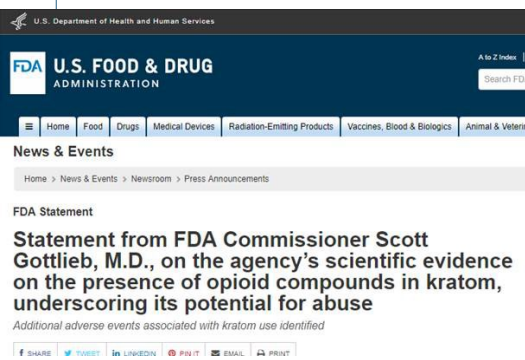 U.S. Department of Health and Human Services
FDA U.S. FOOD & DRUG
ADMINISTRATION
A to Z Index
Search FD
Home Food Drugs Medical Devices Radiation-Emitting Products Vaccines, Blood & Biologics Animal &
News & Events
Home > News & Events > Newsroom > Press Announcements
FDA Statement
Statement from FDA Commissioner Scott
Gottlieb, M.D., on the agency's scientific evidence
on the presence of opioid compounds in kratom,
underscoring its potential for abuse
Additional adverse events associated with kratom use identified
f SHARE TWEET in LINKEDIN PIN IT EMAIL PRINT